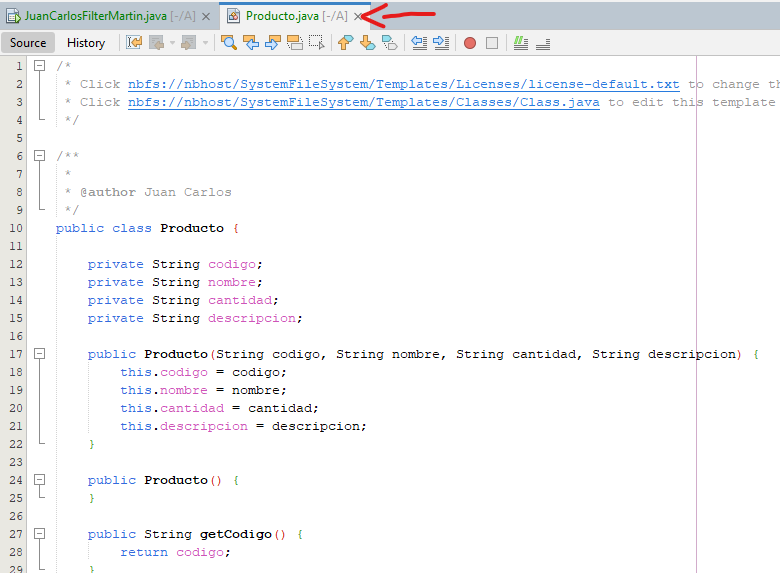 JuanCarlosFilterMartin.java [-/A] Producto.java [-/A]
Source History
1 /*
2 * Click nbfs://nbhost/SystemFileSystem/Templates/Licenses/license-default.txt to change th
3 * Click nbfs://nbhost/SystemFileSystem/Templates/Classes/Class.java to edit this template
4 */
5
6 /**
7 *
8 * @author Juan Carlos
9 */
10 public class Producto {
11
12 private String codigo;
13 private String nombre;
14 private String cantidad;
15 private String descripcion;
16
17 public Producto(String codigo, String nombre, String cantidad, String descripcion) {
18 this.codigo = codigo;
19 this.nombre = nombre;
20 this.cantidad = cantidad;
21 this.descripcion = descripcion;
22 }
23
24 public Producto() {
25 }
26
27 public String getCodigo() {
28 return codigo;
29 }